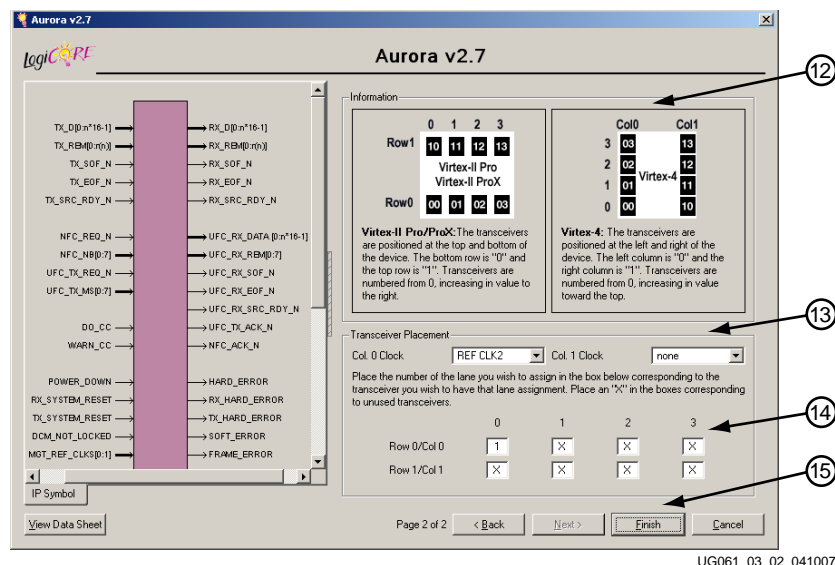 Aurora v2.7
LogiCORE
Aurora v2.7
TX_D[0:n*16-1]
TX_REM[0:r(n)]
TX_SOF_N
TX_EOF_N
TX_SRC_RDY_N
NFC_REQ_N
NFC_NB[0:7]
UFC_TX_REQ_N
UFC_TX_MS[0:7]
DO_CC
WARN_CC
POWER_DOWN
RX_SYSTEM_RESET
TX_SYSTEM_RESET
DCM_NOT_LOCKED
MGT_REF_CLKS[0:1]
RX_D[0:n*16-1]
RX_REM[0:r(n)]
RX_SOF_N
RX_EOF_N
RX_SRC_RDY_N
UFC_RX_DATA [0:n*16-1]
UFC_RX_REM[0:7]
UFC_RX_SOF_N
UFC_RX_EOF_N
UFC_RX_SRC_RDY_N
UFC_TX_ACK_N
NFC_ACK_N
HARD_ERROR
RX_HARD_ERROR
TX_HARD_ERROR
SOFT_ERROR
FRAME_ERROR
IP Symbol
Information
0 1 2 3
Row1 10 11 12 13
Virtex-II Pro
Virtex-II ProX
Row0 00 01 02 03
Virtex-II Pro/ProX: The transceivers
are positioned at the top and bottom of
the device. The bottom row is "0" and
the top row is "1". Transceivers are
numbered from 0, increasing in value to
the right.
Col0 Col1
3 03 13
2 02 12
Virtex-4
1 01 11
0 00 10
Virtex-4: The transceivers are
positioned at the left and right of the
device. The left column is "0" and the
right column is "1". Transceivers are
numbered from 0, increasing in value
toward the top.
Transceiver Placement
Col. 0 Clock REF CLK2 Col. 1 Clock none
Place the number of the lane you wish to assign in the box below corresponding to the
transceiver you wish to have that lane assignment. Place an "X" in the boxes corresponding
to unused transceivers.
0 1 2 3
Row 0/Col 0 1 X X X
Row 1/Col 1 X X X X
View Data Sheet
Page 2 of 2 < Back Next > Finish Cancel
12
13
14
15
UG061_03_02_041007